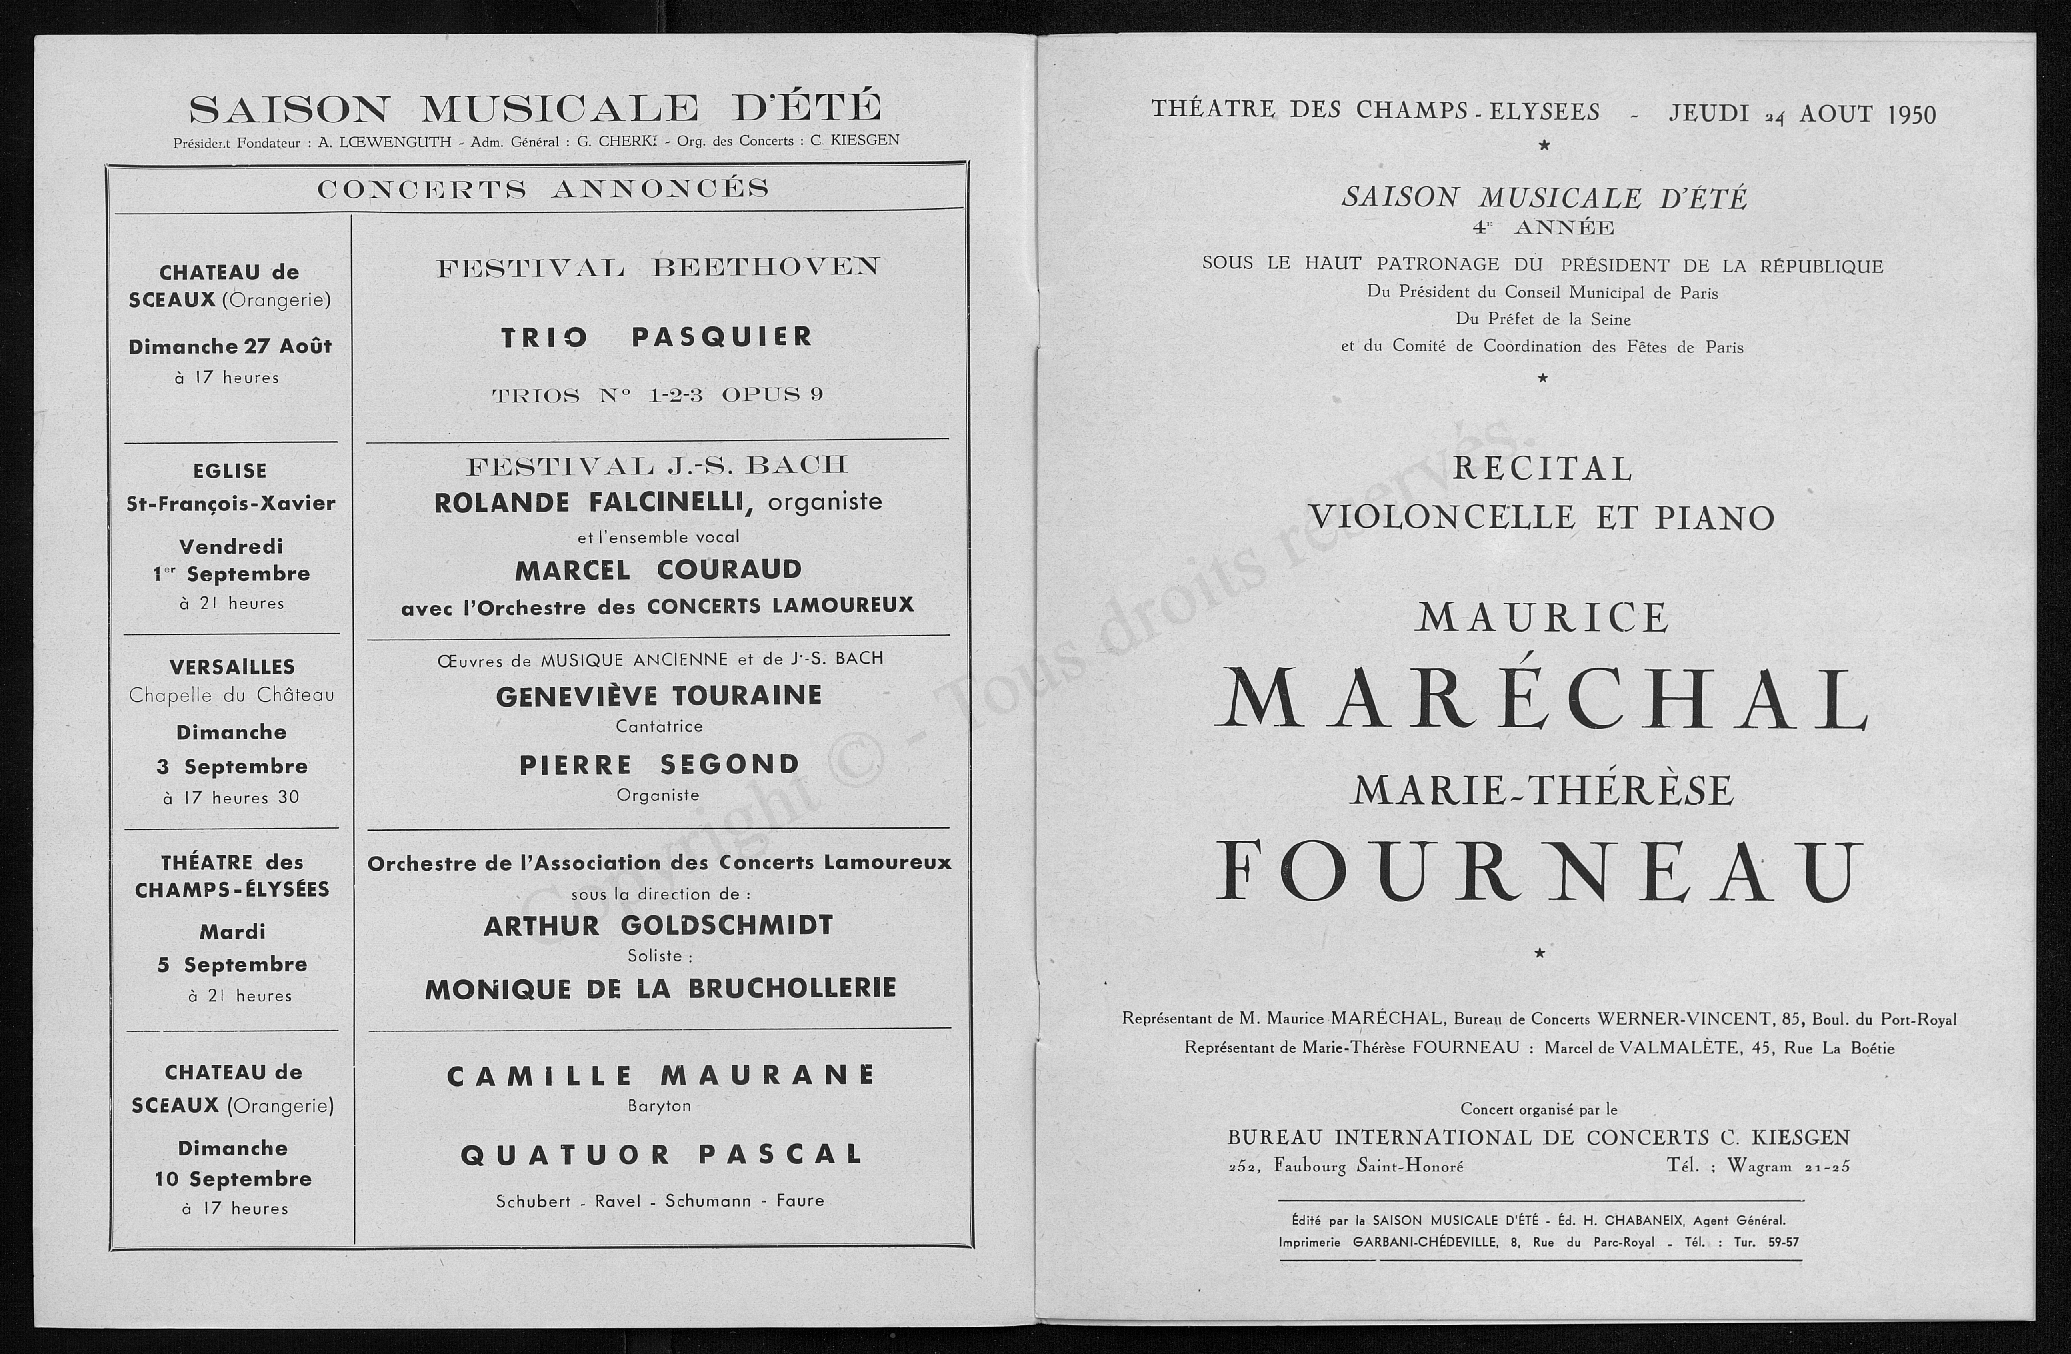 SAISON MUSICALE D'ÉTÉ
Président Fondateur : A. LŒWENGUTH - Adm. Général : G. CHERKI - Org. des Concerts : C. KIESGEN
CONCERTS ANNONCÉS
CHATEAU de
SCEAUX (Orangerie)
Dimanche 27 Août
à 17 heures
FESTIVAL BEETHOVEN
TRIO PASQUIER
TRIOS Nº 1-2-3 OPUS 9
EGLISE
St-François-Xavier
Vendredi
1er Septembre
à 21 heures
FESTIVAL J.-S. BACH
ROLANDE FALCINELLI, organiste
et l'ensemble vocal
MARCEL COURAUD
avec l'Orchestre des CONCERTS LAMOUREUX
VERSAILLES
Chapelle du Château
Dimanche
3 Septembre
à 17 heures 30
Œuvres de MUSIQUE ANCIENNE et de J.-S. BACH
GENEVIÈVE TOURAINE
Cantatrice
PIERRE SEGOND
Organiste
THÉATRE des
CHAMPS-ÉLYSÉES
Mardi
5 Septembre
à 21 heures
Orchestre de l'Association des Concerts Lamoureux
sous la direction de :
ARTHUR GOLDSCHMIDT
Soliste :
MONIQUE DE LA BRUCHOLLERIE
CHATEAU de
SCEAUX (Orangerie)
Dimanche
10 Septembre
à 17 heures
CAMILLE MAURANE
Baryton
QUATUOR PASCAL
Schubert - Ravel - Schumann - Faure
THÉATRE DES CHAMPS-ELYSEES - JEUDI 24 AOUT 1950
SAISON MUSICALE D'ÉTÉ
4e ANNÉE
SOUS LE HAUT PATRONAGE DU PRÉSIDENT DE LA RÉPUBLIQUE
Du Président du Conseil Municipal de Paris
Du Préfet de la Seine
et du Comité de Coordination des Fêtes de Paris
RECITAL
VIOLONCELLE ET PIANO
MAURICE
MARÉCHAL
MARIE-THÉRÈSE
FOURNEAU
Représentant de M. Maurice MARÉCHAL, Bureau de Concerts WERNER-VINCENT, 85, Boul. du Port-Royal
Représentant de Marie-Thérèse FOURNEAU : Marcel de VALMALÈTE, 45, Rue La Boétie
Concert organisé par le
BUREAU INTERNATIONAL DE CONCERTS C. KIESGEN
252, Faubourg Saint-Honoré Tél. : Wagram 21-25
Édité par la SAISON MUSICALE D'ÉTÉ - Éd. H. CHABANEIX, Agent Général.
Imprimerie GARBANI-CHÉDEVILLE, 8, Rue du Parc-Royal - Tél. : Tur. 59-57
Copyright © - Tous droits réservés.